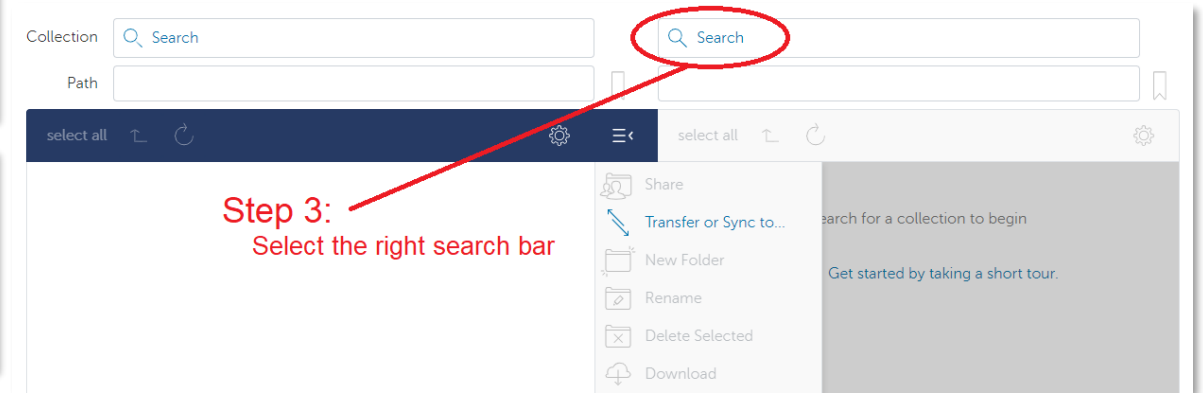 Collection Search Search
Path
select all select all
Share
Step 3:
Transfer or Sync to... earch for a collection to begin
Select the right search bar
New Folder
Get started by taking a short tour.
Rename
Delete Selected
Download